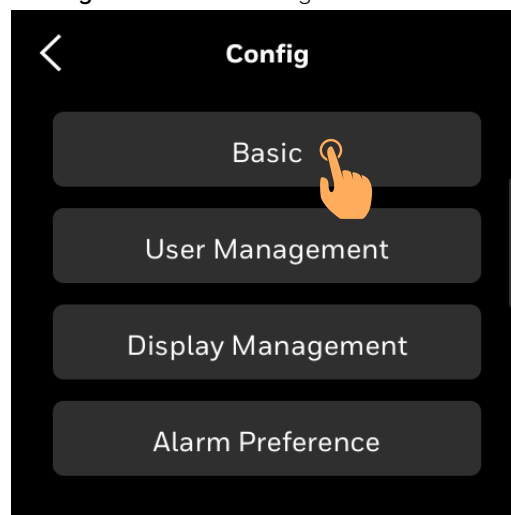 Config
Basic
User Management
Display Management
Alarm Preference